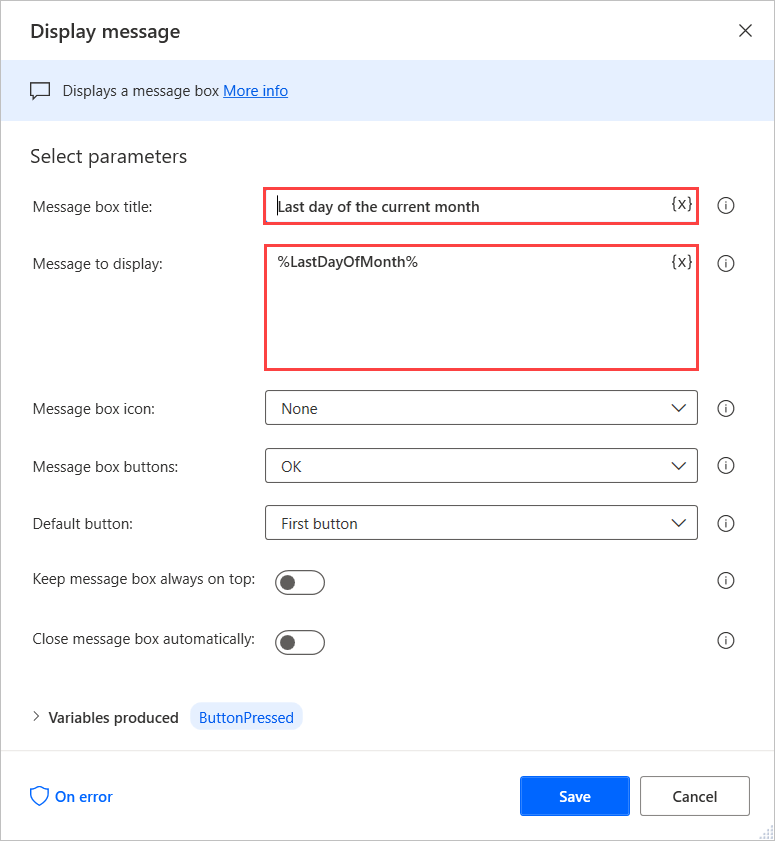 Display message
Displays a message box More info
Select parameters
Message box title:
Last day of the current month {x}
Message to display:
%LastDayOfMonth% {x}
Message box icon:
None
Message box buttons:
OK
Default button:
First button
Keep message box always on top:
Close message box automatically:
Variables produced ButtonPressed
On error
Save
Cancel